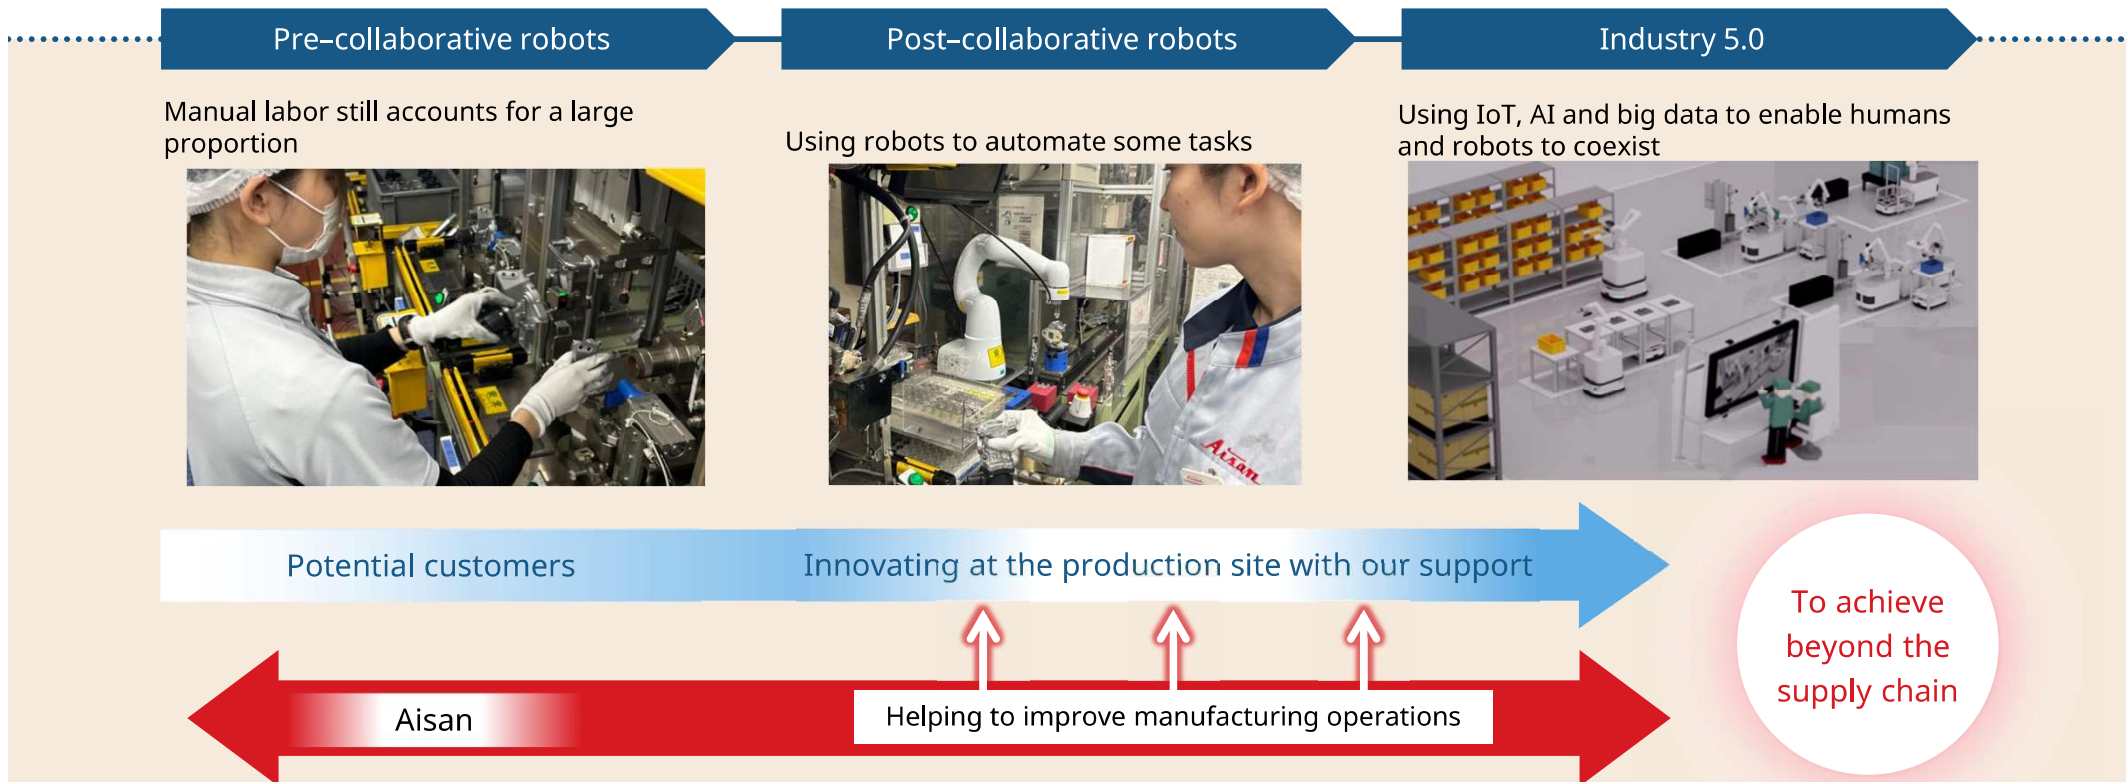 Pre–collaborative robots
Post–collaborative robots
Industry 5.0
Manual labor still accounts for a large
proportion
Using robots to automate some tasks
Using IoT, AI and big data to enable humans
and robots to coexist
Aisan
Potential customers
Innovating at the production site with our support
To achieve
beyond the
supply chain
Aisan
Helping to improve manufacturing operations